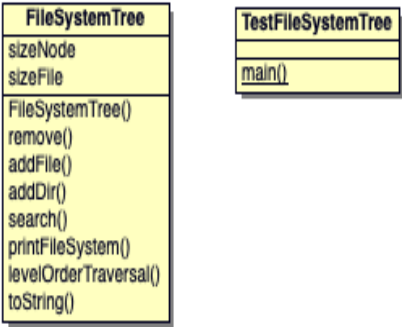 FileSystemTree
sizeNode
sizeFile
FileSystemTree()
remove()
addFile()
addDir()
search()
printFileSystem()
levelOrderTraversal()
toString()
TestFileSystemTree
main()